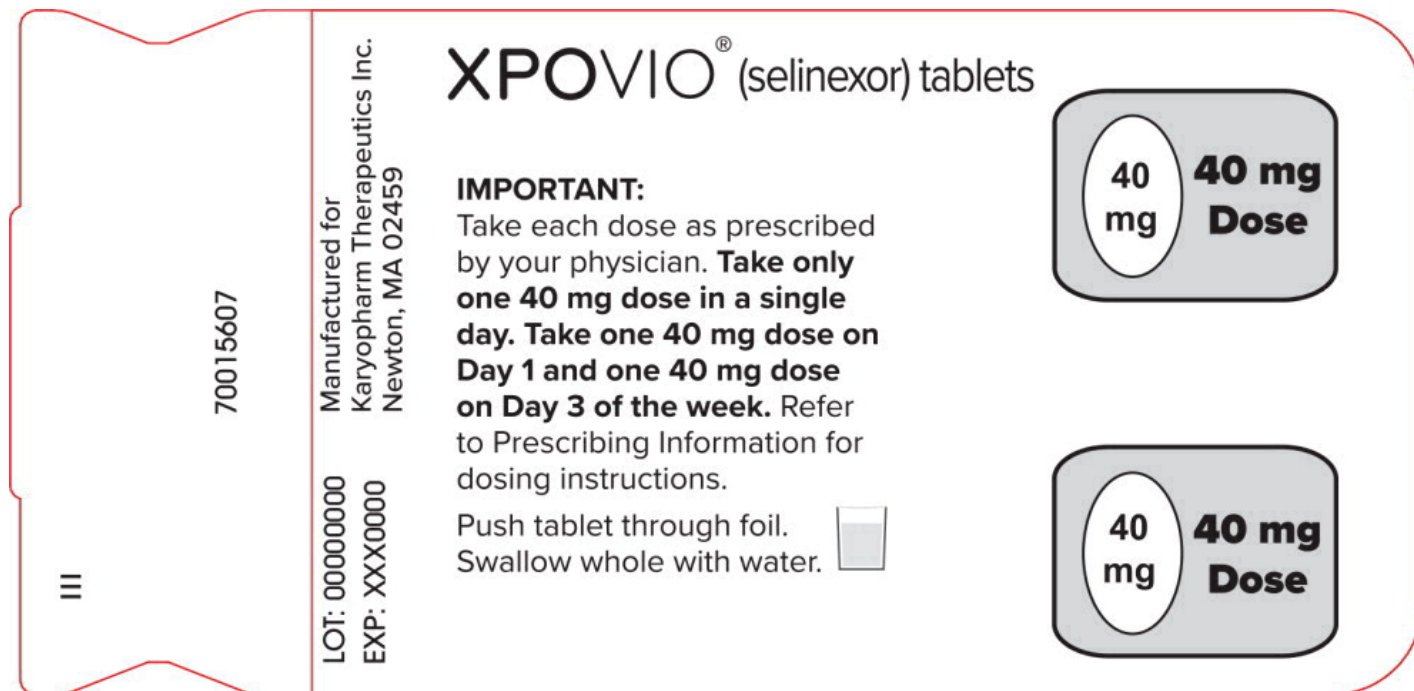 XPOVIO® (selinexor) tablets
IMPORTANT:
Take each dose as prescribed
by your physician. Take only
one 40 mg dose in a single
day. Take one 40 mg dose on
Day 1 and one 40 mg dose
on Day 3 of the week. Refer
to Prescribing Information for
dosing instructions.
Push tablet through foil.
Swallow whole with water.
40
mg
40 mg
Dose
40
mg
40 mg
Dose
Manufactured for
Karyopharm Therapeutics Inc.
Newton, MA 02459
LOT: 00000000
EXP: XXX0000
70015607
III